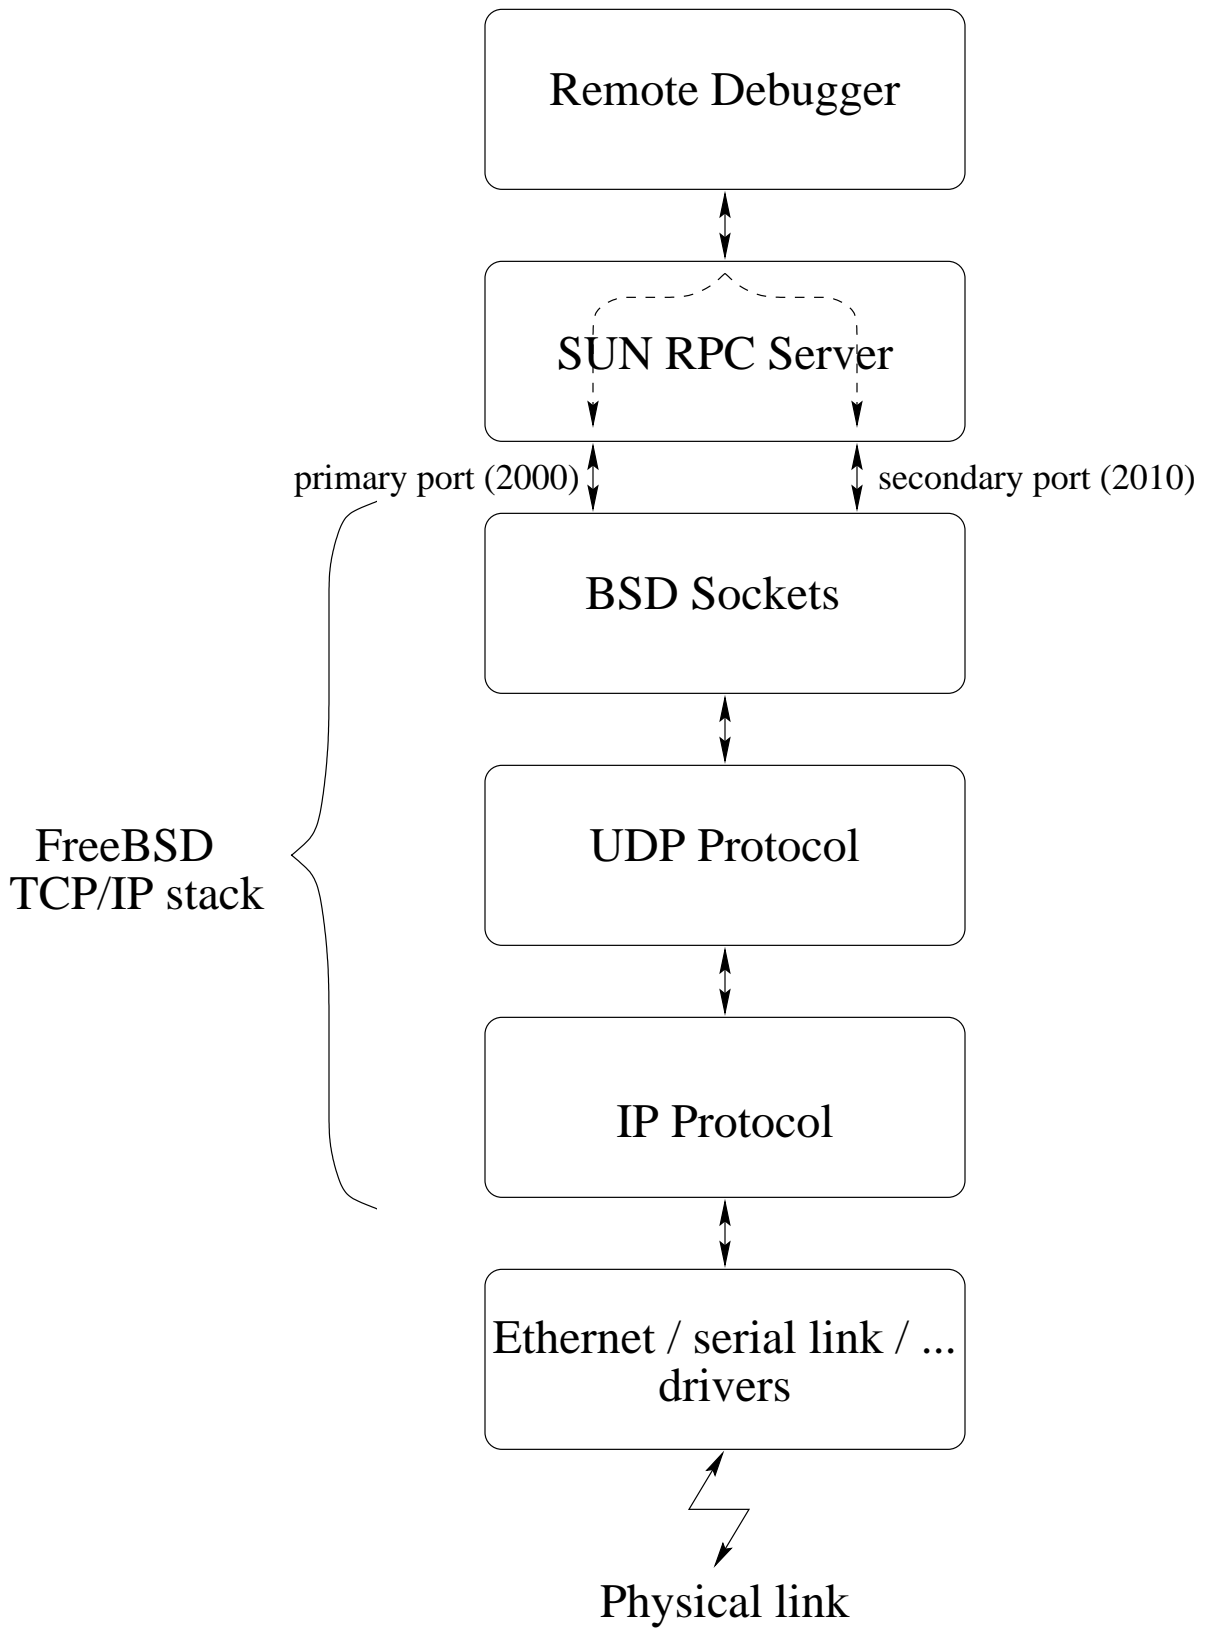 Remote Debugger
SUN RPC Server
primary port (2000)
secondary port (2010)
BSD Sockets
FreeBSD
TCP/IP stack
UDP Protocol
IP Protocol
Ethernet / serial link / ...
drivers
Physical link